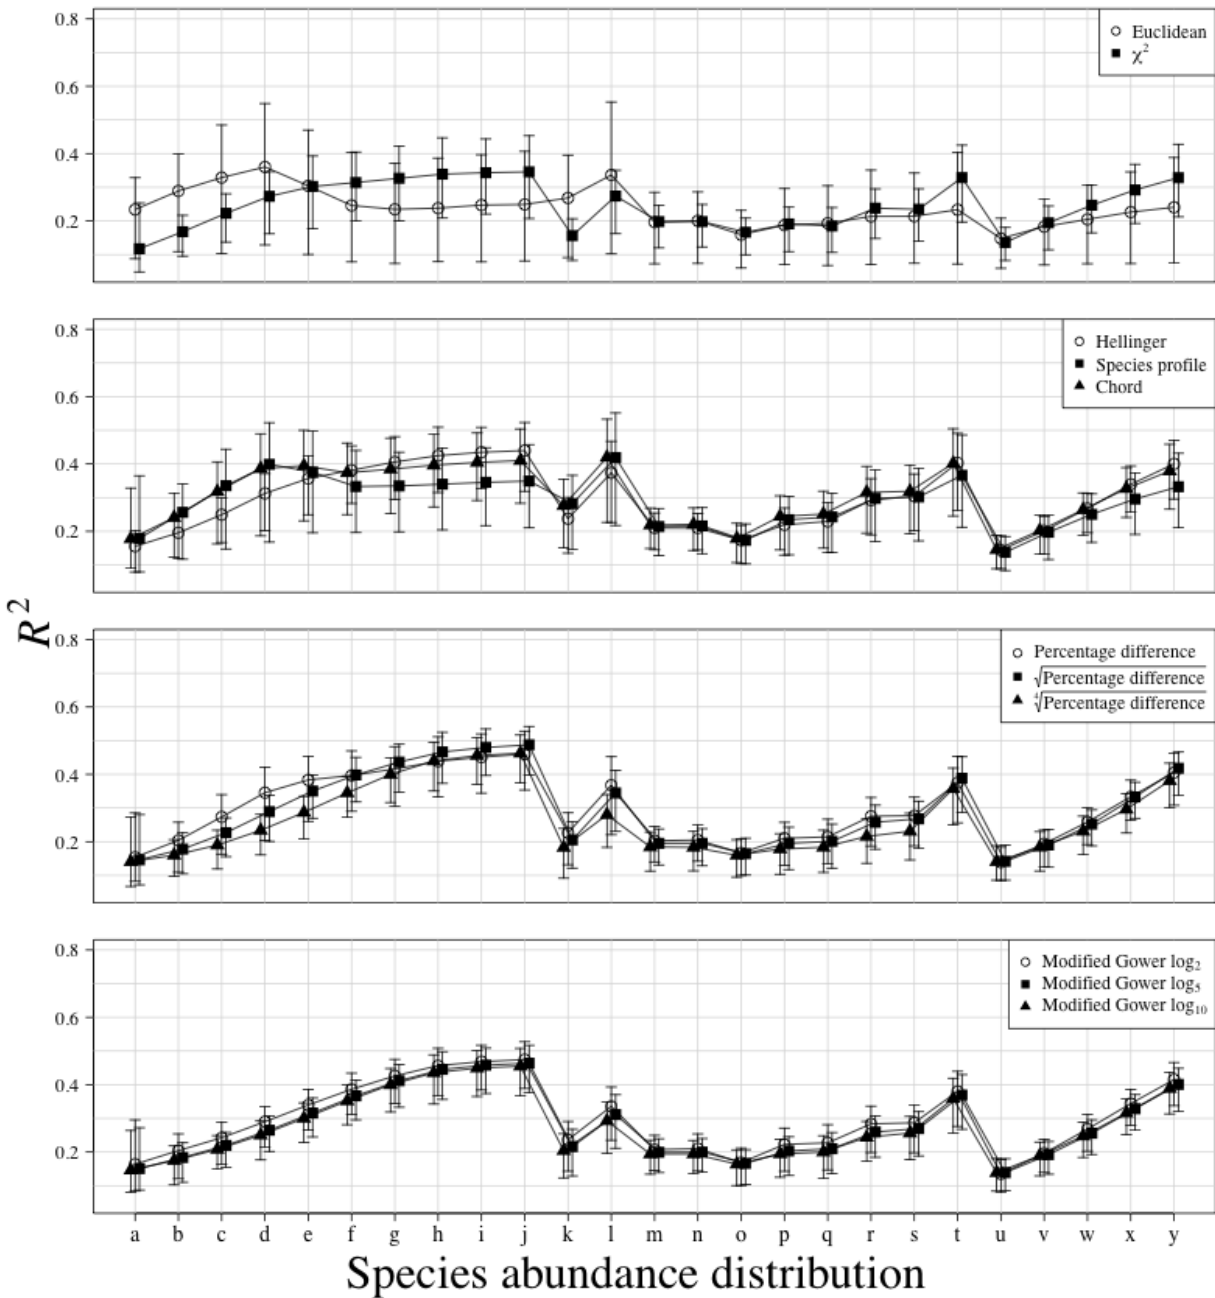 0.8
0.6
0.4
0.2
Euclidean
χ²
0.8
0.6
0.4
0.2
Hellinger
Species profile
Chord
R²
0.8
0.6
0.4
0.2
Percentage difference
√Percentage difference
∜Percentage difference
0.8
0.6
0.4
0.2
Modified Gower log₂
Modified Gower log₅
Modified Gower log₁₀
a b c d e f g h i j k l m n o p q r s t u v w x y
Species abundance distribution